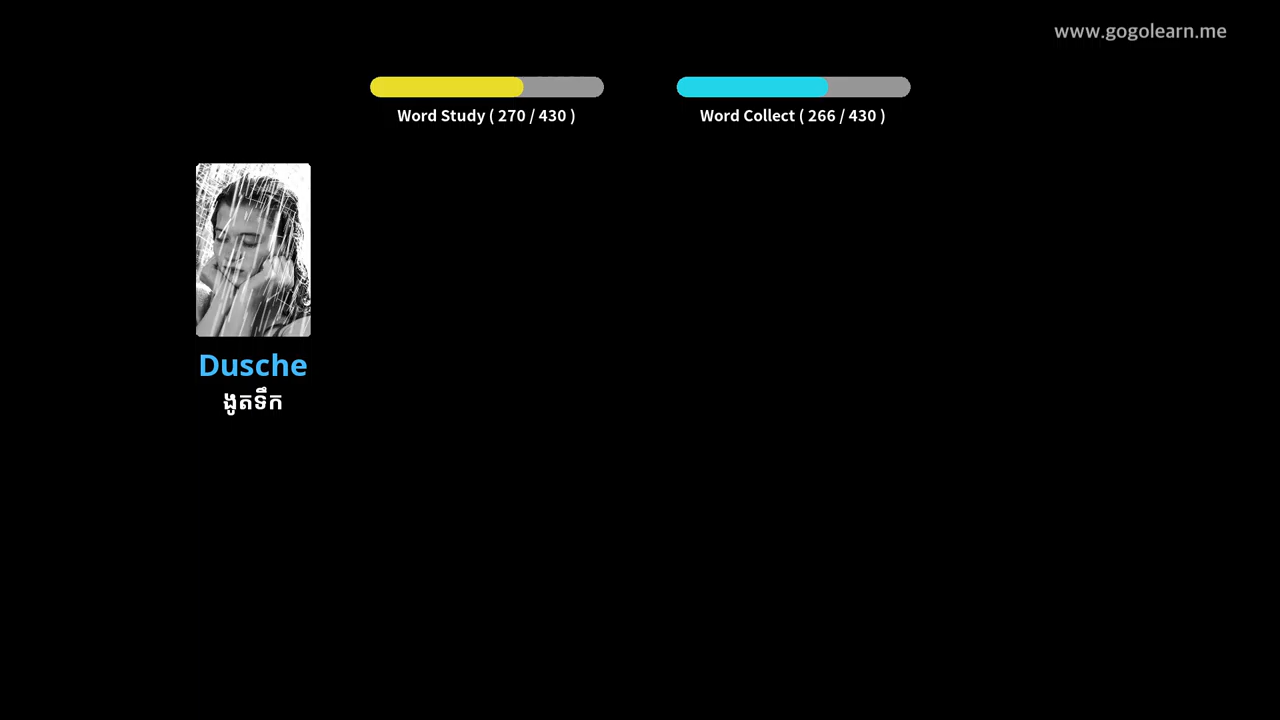 www.gogolearn.me
Word Study ( 270 / 430 )
Word Collect ( 266 / 430 )
Dusche
ងូតទឹក